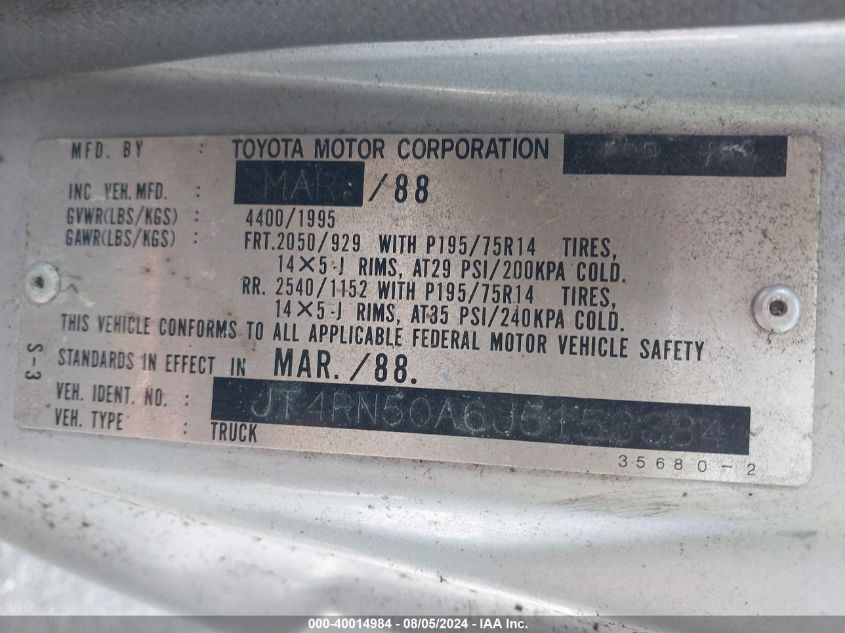 MFD. BY : TOYOTA MOTOR CORPORATION
INC. VEH. MFD. : MAR. /88
GVWR(LBS/KGS) : 4400/1995
GAWR(LBS/KGS) : FRT.2050/929 WITH P195/75R14 TIRES,
14×5-J RIMS, AT29 PSI/200KPA COLD.
RR. 2540/1152 WITH P195/75R14 TIRES,
14×5-J RIMS, AT35 PSI/240KPA COLD.
THIS VEHICLE CONFORMS TO ALL APPLICABLE FEDERAL MOTOR VEHICLE SAFETY
STANDARDS IN EFFECT IN MAR. /88.
VEH. IDENT. NO. : JT4RN50A6J5150384
VEH. TYPE : TRUCK
S-3
35680-2
000-40014984 - 08/05/2024 - IAA, Inc.